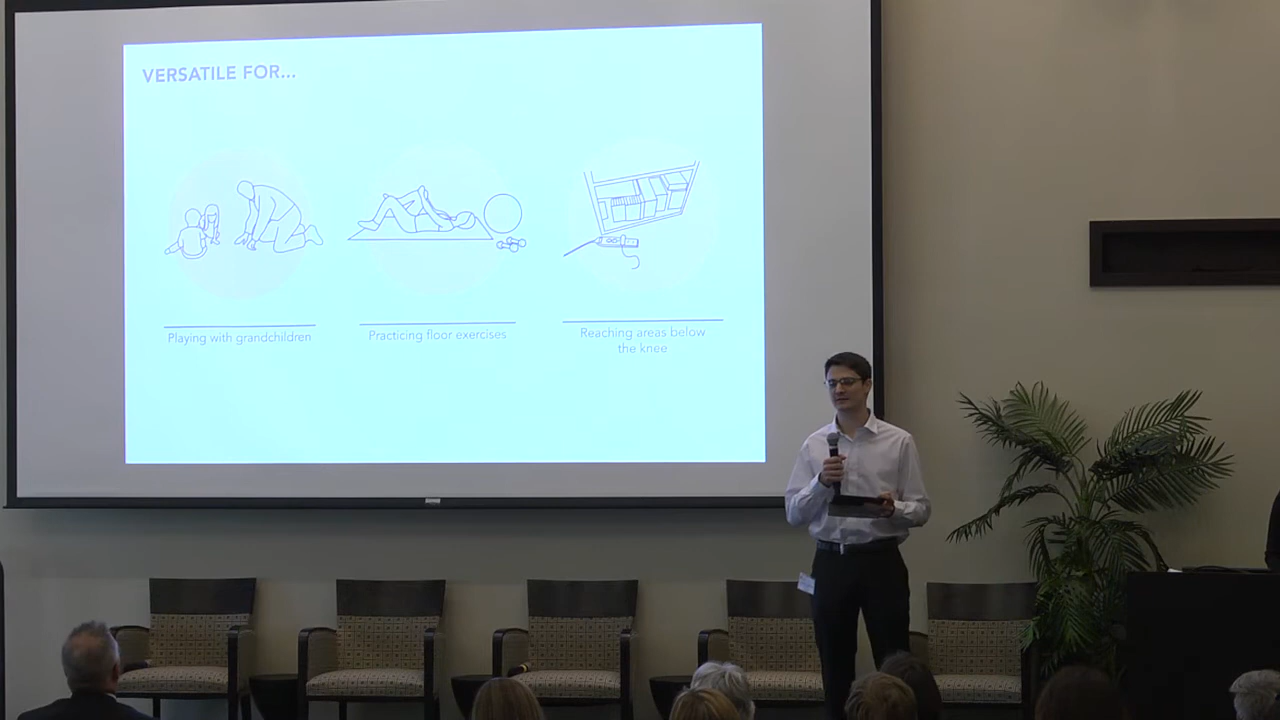 VERSATILE FOR...
Playing with grandchildren
Practicing floor exercises
Reaching areas below
the knee